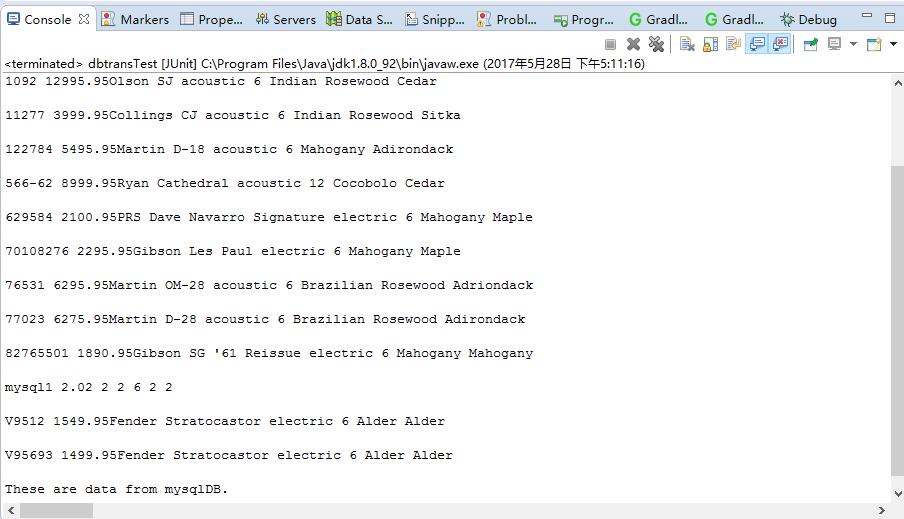 Console Markers Prope... Servers Data S... Snipp... Probl... Progr... Gradl... Gradl... Debug
<terminated> dbtransTest [JUnit] C:\Program Files\Java\jdk1.8.0_92\bin\javaw.exe (2017年5月28日 下午5:11:16)
1092 12995.95Olson SJ acoustic 6 Indian Rosewood Cedar
11277 3999.95Collings CJ acoustic 6 Indian Rosewood Sitka
122784 5495.95Martin D-18 acoustic 6 Mahogany Adirondack
566-62 8999.95Ryan Cathedral acoustic 12 Cocobolo Cedar
629584 2100.95PRS Dave Navarro Signature electric 6 Mahogany Maple
70108276 2295.95Gibson Les Paul electric 6 Mahogany Maple
76531 6295.95Martin OM-28 acoustic 6 Brazilian Rosewood Adriondack
77023 6275.95Martin D-28 acoustic 6 Brazilian Rosewood Adirondack
82765501 1890.95Gibson SG '61 Reissue electric 6 Mahogany Mahogany
mysql1 2.02 2 2 6 2 2
V9512 1549.95Fender Stratocastor electric 6 Alder Alder
V95693 1499.95Fender Stratocastor electric 6 Alder Alder
These are data from mysqlDB.